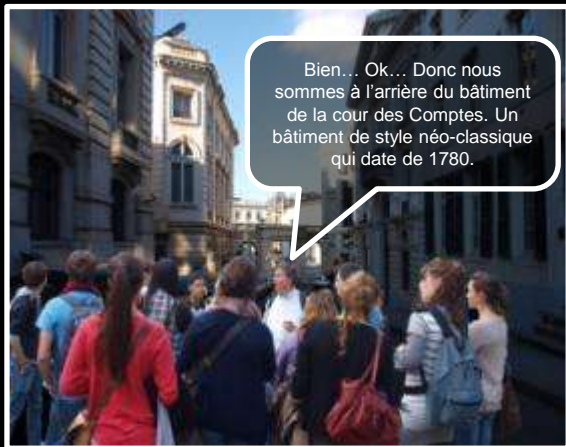 Bien… Ok… Donc nous
sommes à l’arrière du bâtiment
de la cour des Comptes. Un
bâtiment de style néo-classique
qui date de 1780.